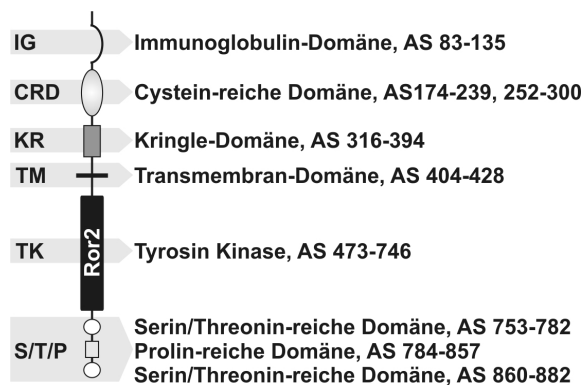 IG Immunoglobulin-Domäne, AS 83-135
CRD Cystein-reiche Domäne, AS174-239, 252-300
KR Kringle-Domäne, AS 316-394
TM Transmembran-Domäne, AS 404-428
Ror2
TK Tyrosin Kinase, AS 473-746
Serin/Threonin-reiche Domäne, AS 753-782
S/T/P Prolin-reiche Domäne, AS 784-857
Serin/Threonin-reiche Domäne, AS 860-882